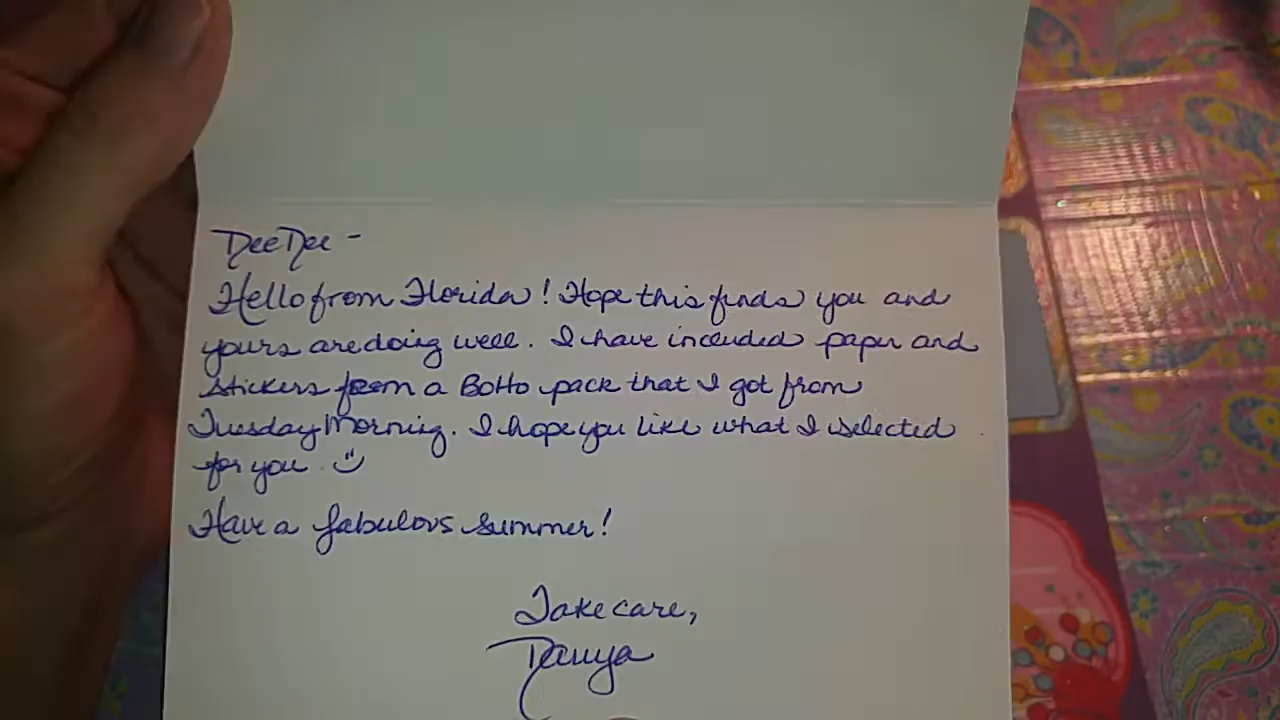 DeeDee -
Hello from Florida! Hope this finds you and
yours are doing well. I have included paper and
stickers from a BoHo pack that I got from
Tuesday Morning. I hope you like what I selected
for you
Have a fabulous summer!
Take care,
Tanya